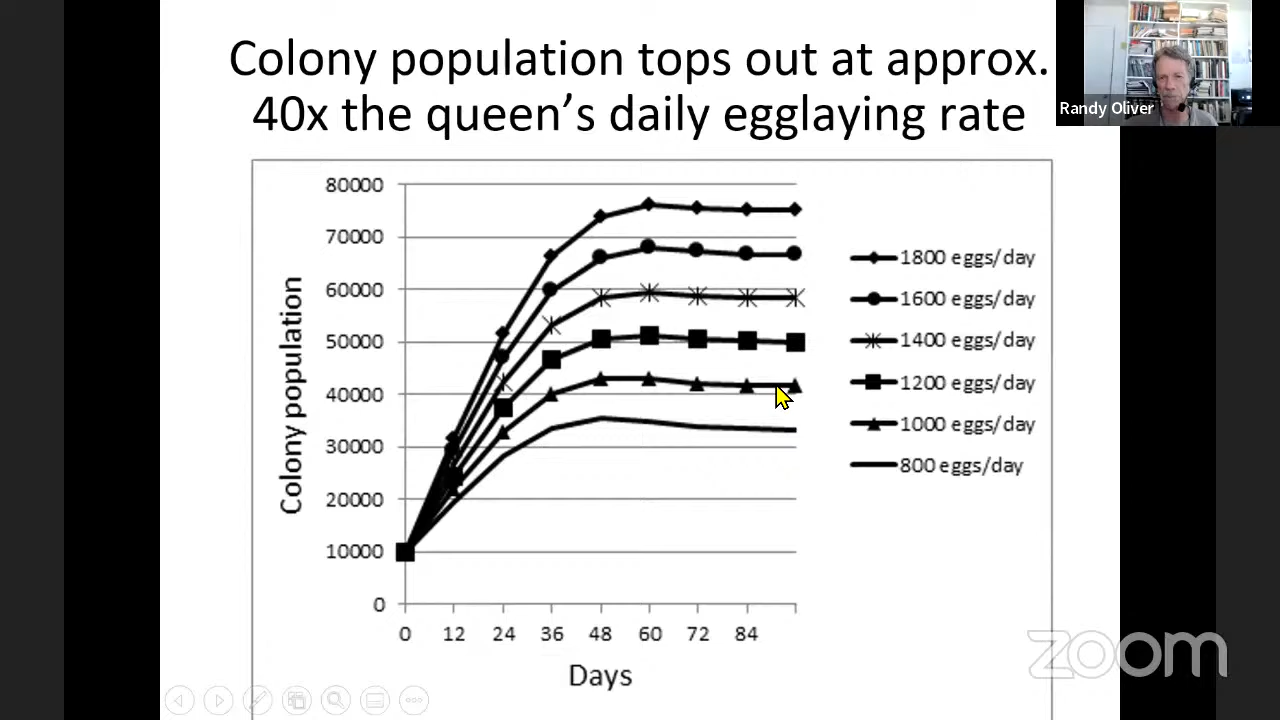 Colony population tops out at approx.
40x the queen's daily egglaying rate
Randy Oliver
80000
70000
60000
50000
40000
30000
20000
10000
0
Colony population
0 12 24 36 48 60 72 84
Days
1800 eggs/day
1600 eggs/day
1400 eggs/day
1200 eggs/day
1000 eggs/day
800 eggs/day
zoom